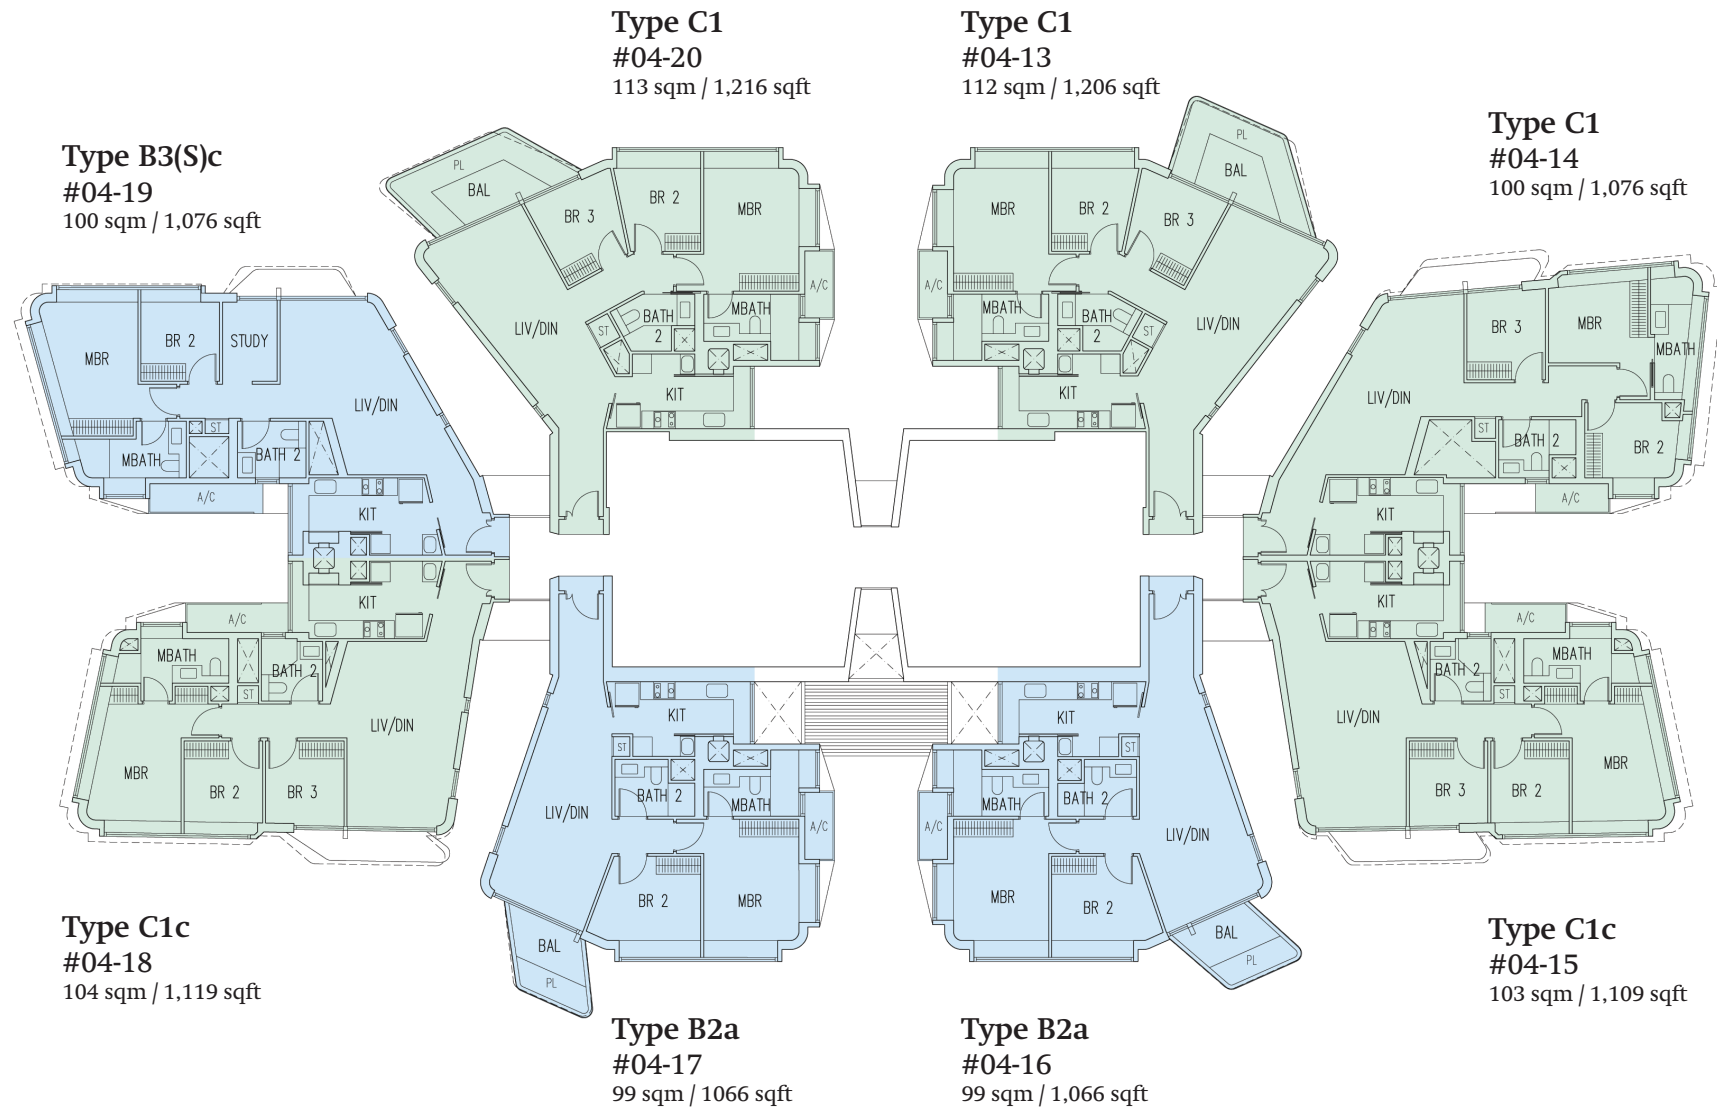 Type C1
#04-20
113 sqm / 1,216 sqft
Type C1
#04-13
112 sqm / 1,206 sqft
Type B3(S)c
#04-19
100 sqm / 1,076 sqft
Type C1
#04-14
100 sqm / 1,076 sqft
PL
BAL
BR 3
BR 2
MBR
A/C
LIV/DIN
ST
BATH
2
MBATH
KIT
PL
BAL
MBR
BR 2
BR 3
A/C
MBATH
BATH
2
ST
LIV/DIN
KIT
MBR
BR 2
STUDY
LIV/DIN
ST
MBATH
BATH 2
A/C
KIT
BR 3
MBR
MBATH
LIV/DIN
ST
BATH 2
BR 2
A/C
KIT
KIT
A/C
MBATH
BATH 2
ST
LIV/DIN
MBR
BR 2
BR 3
KIT
A/C
BATH 2
MBATH
ST
LIV/DIN
BR 3
BR 2
MBR
KIT
ST
BATH 2
MBATH
LIV/DIN
A/C
BR 2
MBR
BAL
PL
KIT
ST
MBATH
BATH 2
A/C
LIV/DIN
MBR
BR 2
BAL
PL
Type C1c
#04-18
104 sqm / 1,119 sqft
Type C1c
#04-15
103 sqm / 1,109 sqft
Type B2a
#04-17
99 sqm / 1066 sqft
Type B2a
#04-16
99 sqm / 1,066 sqft